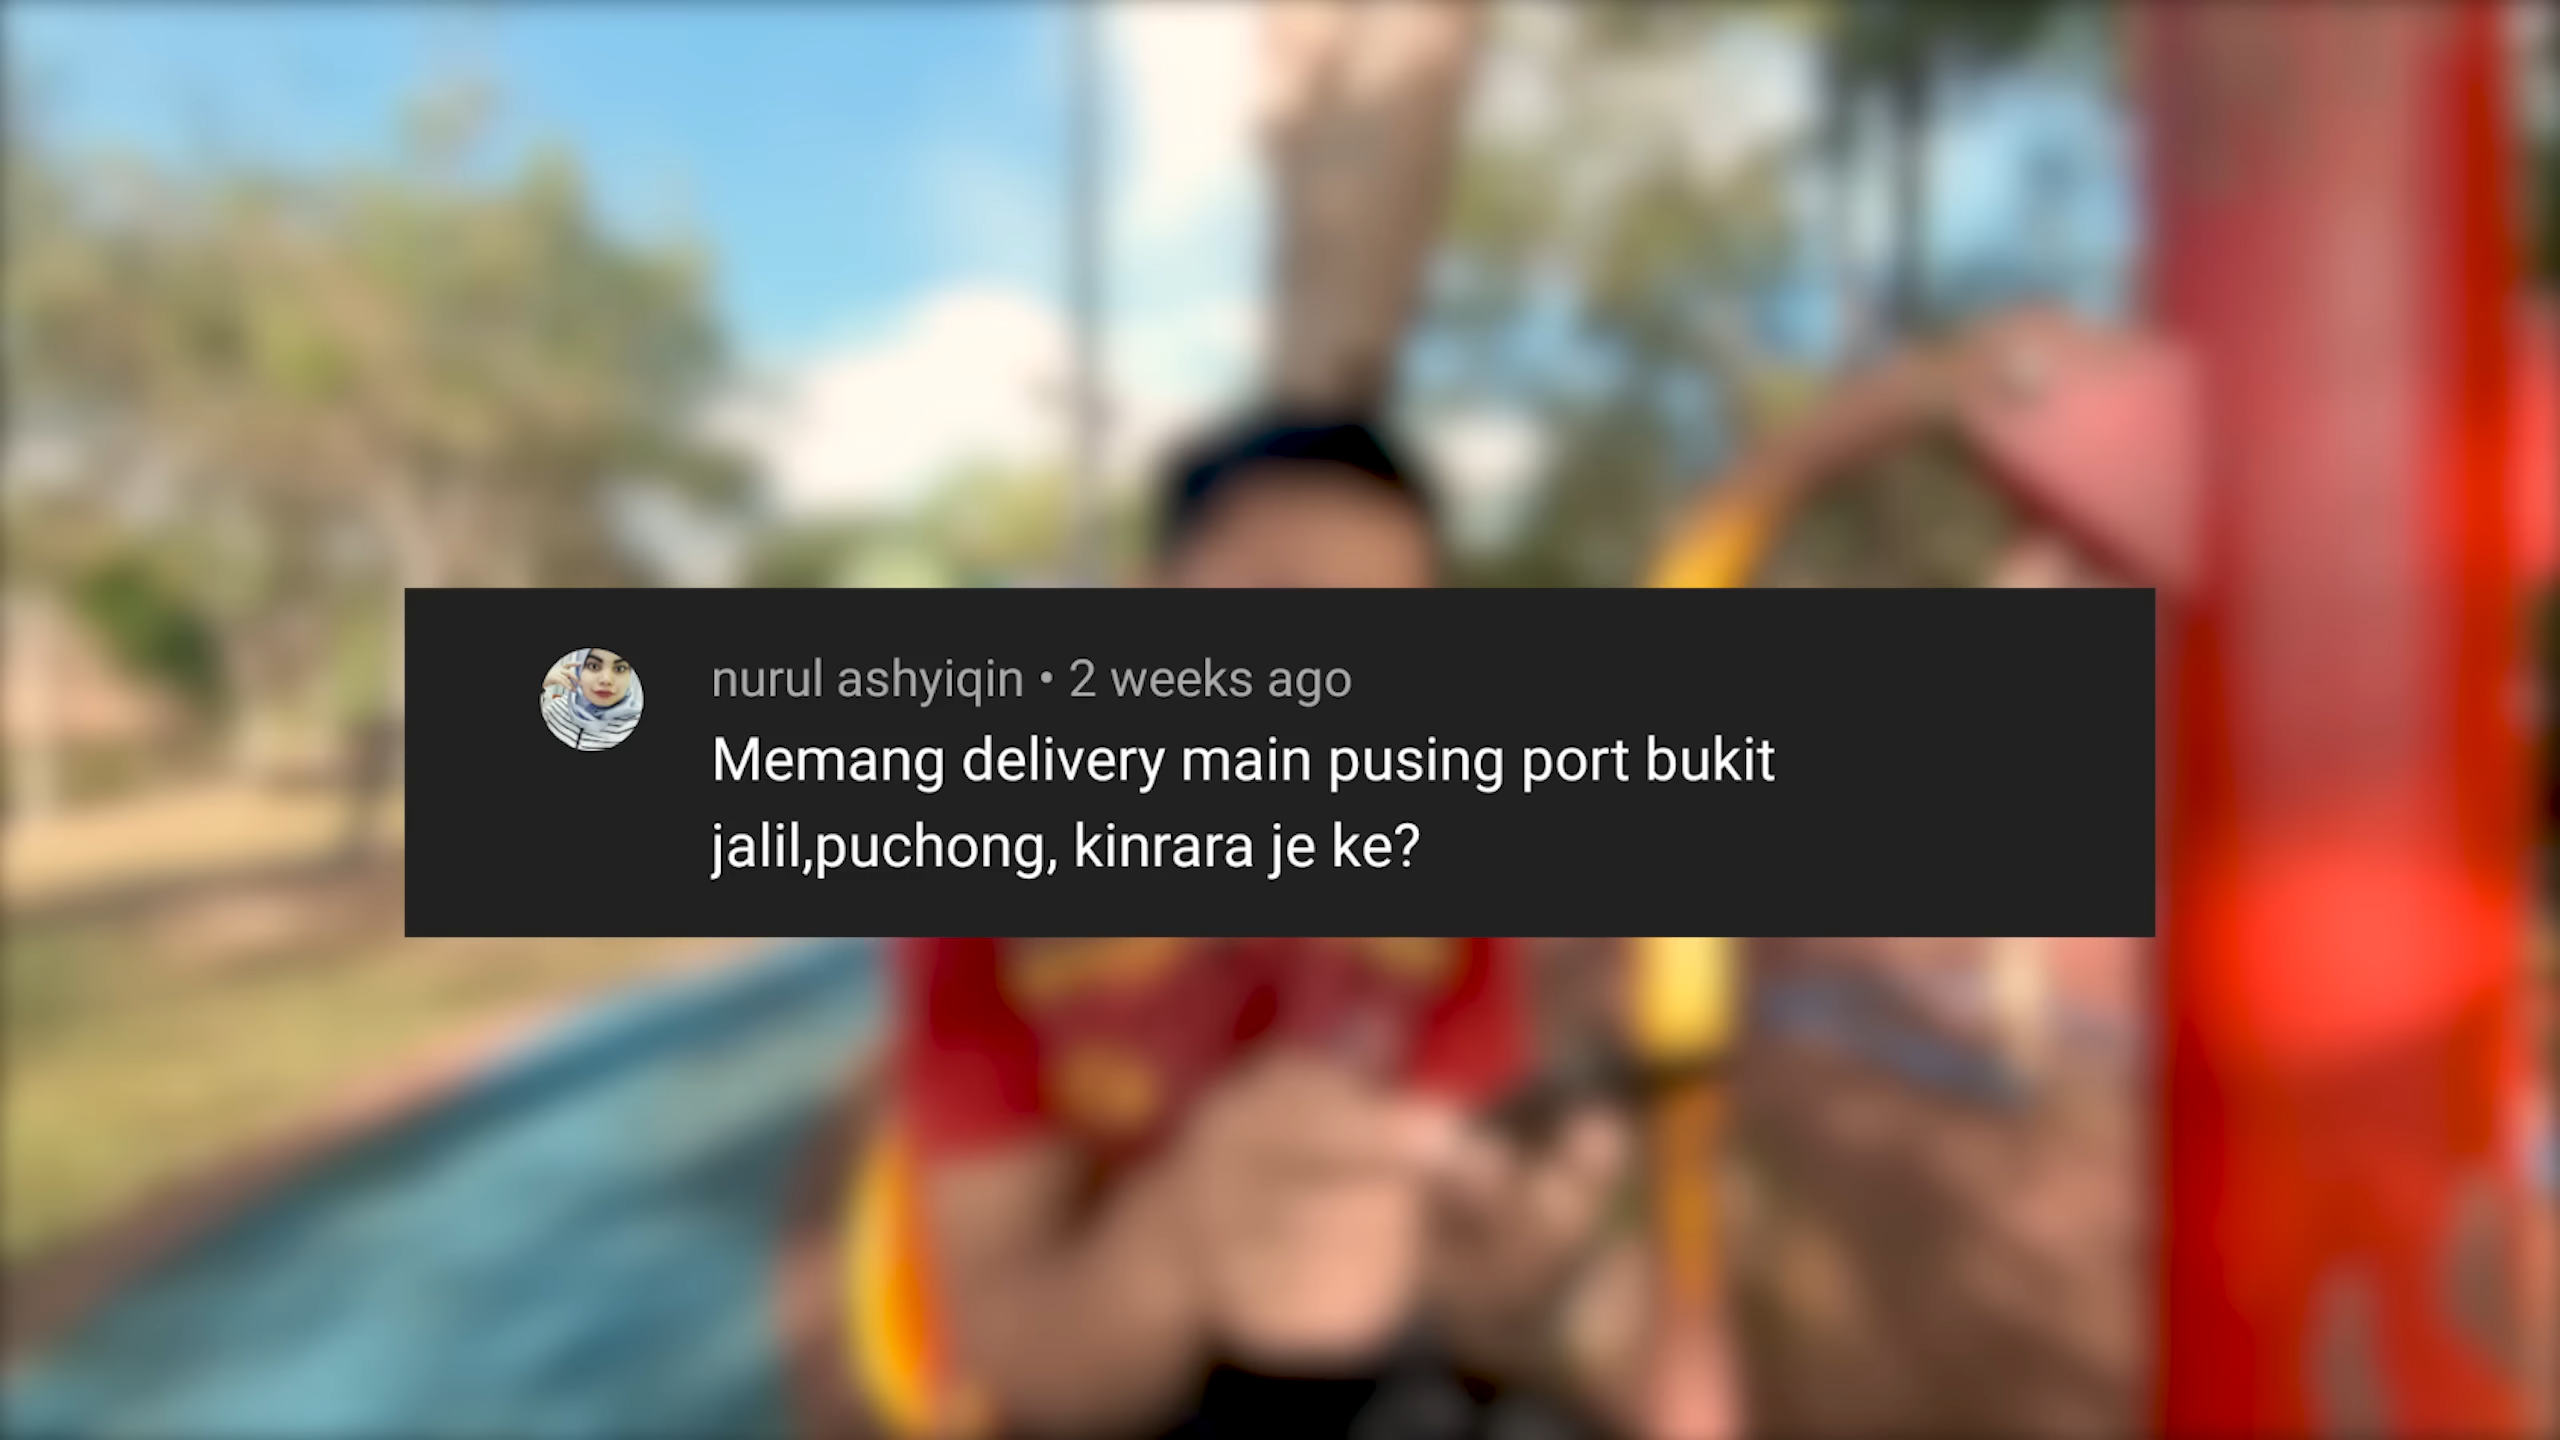 nurul ashyiqin • 2 weeks ago
Memang delivery main pusing port bukit
jalil,puchong, kinrara je ke?